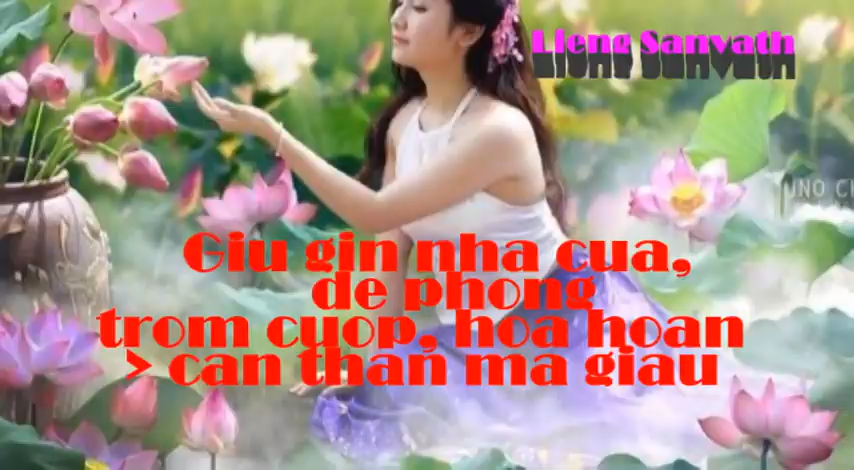 Lieng Sanvath
Giu gin nha cua,
de phong
trom cuop, hoa hoan
> can than ma giau